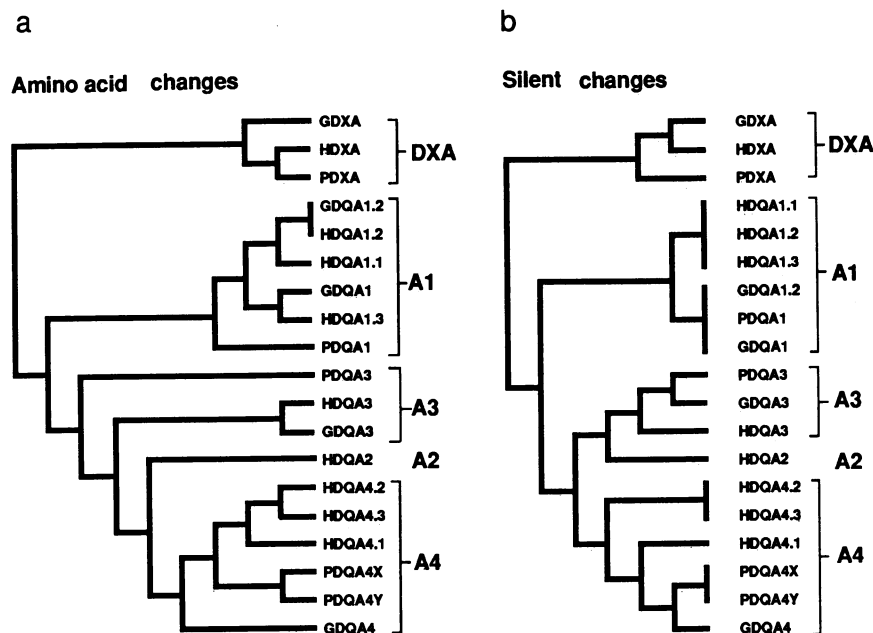 a
Amino acid changes
GDXA
HDXA
PDXA
DXA
GDQA1.2
HDQA1.2
HDQA1.1
GDQA1
HDQA1.3
PDQA1
A1
PDQA3
HDQA3
GDQA3
A3
HDQA2
A2
HDQA4.2
HDQA4.3
HDQA4.1
PDQA4X
PDQA4Y
GDQA4
A4
b
Silent changes
GDXA
HDXA
PDXA
DXA
HDQA1.1
HDQA1.2
HDQA1.3
GDQA1.2
PDQA1
GDQA1
A1
PDQA3
GDQA3
HDQA3
A3
HDQA2
A2
HDQA4.2
HDQA4.3
HDQA4.1
PDQA4X
PDQA4Y
GDQA4
A4